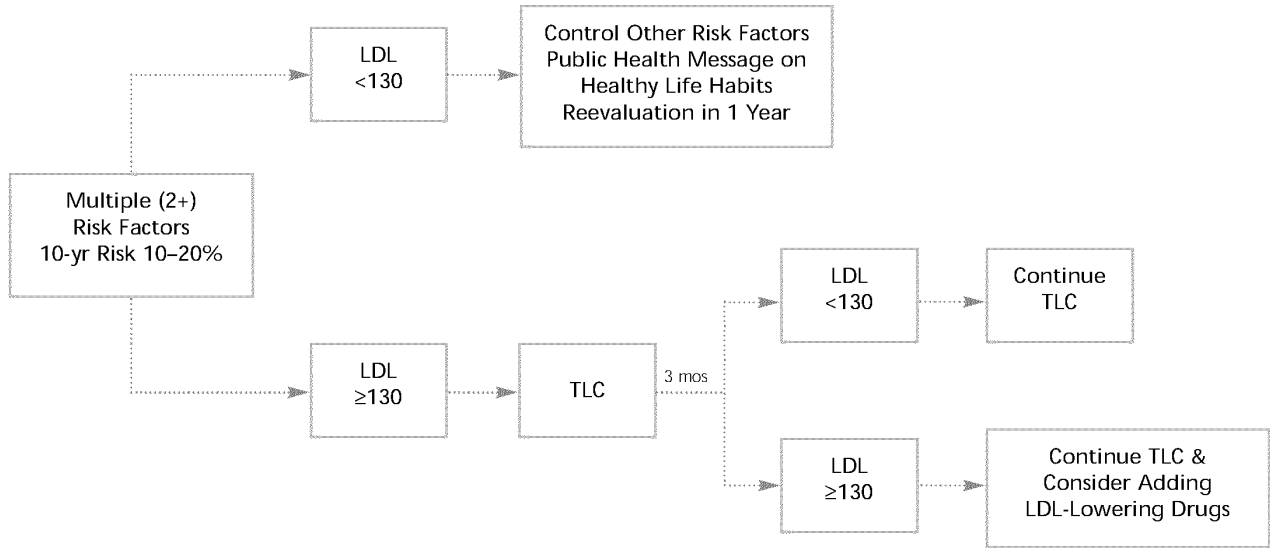 LDL
<130
Control Other Risk Factors
Public Health Message on
Healthy Life Habits
Reevaluation in 1 Year
Multiple (2+)
Risk Factors
10-yr Risk 10–20%
LDL
≥130
TLC
3 mos
LDL
<130
Continue
TLC
LDL
≥130
Continue TLC &
Consider Adding
LDL-Lowering Drugs